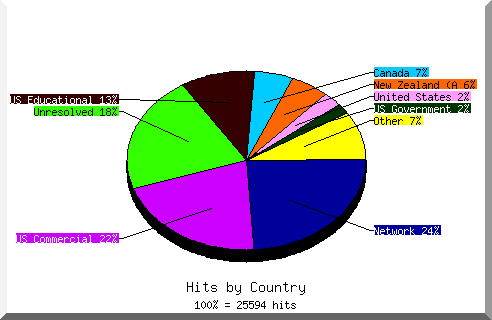 Canada 7%
New Zealand (A 6%
United States 2%
US Government 2%
Other 7%
US Educational 13%
Unresolved 18%
US Commercial 22%
Network 24%
Hits by Country
100% = 25594 hits